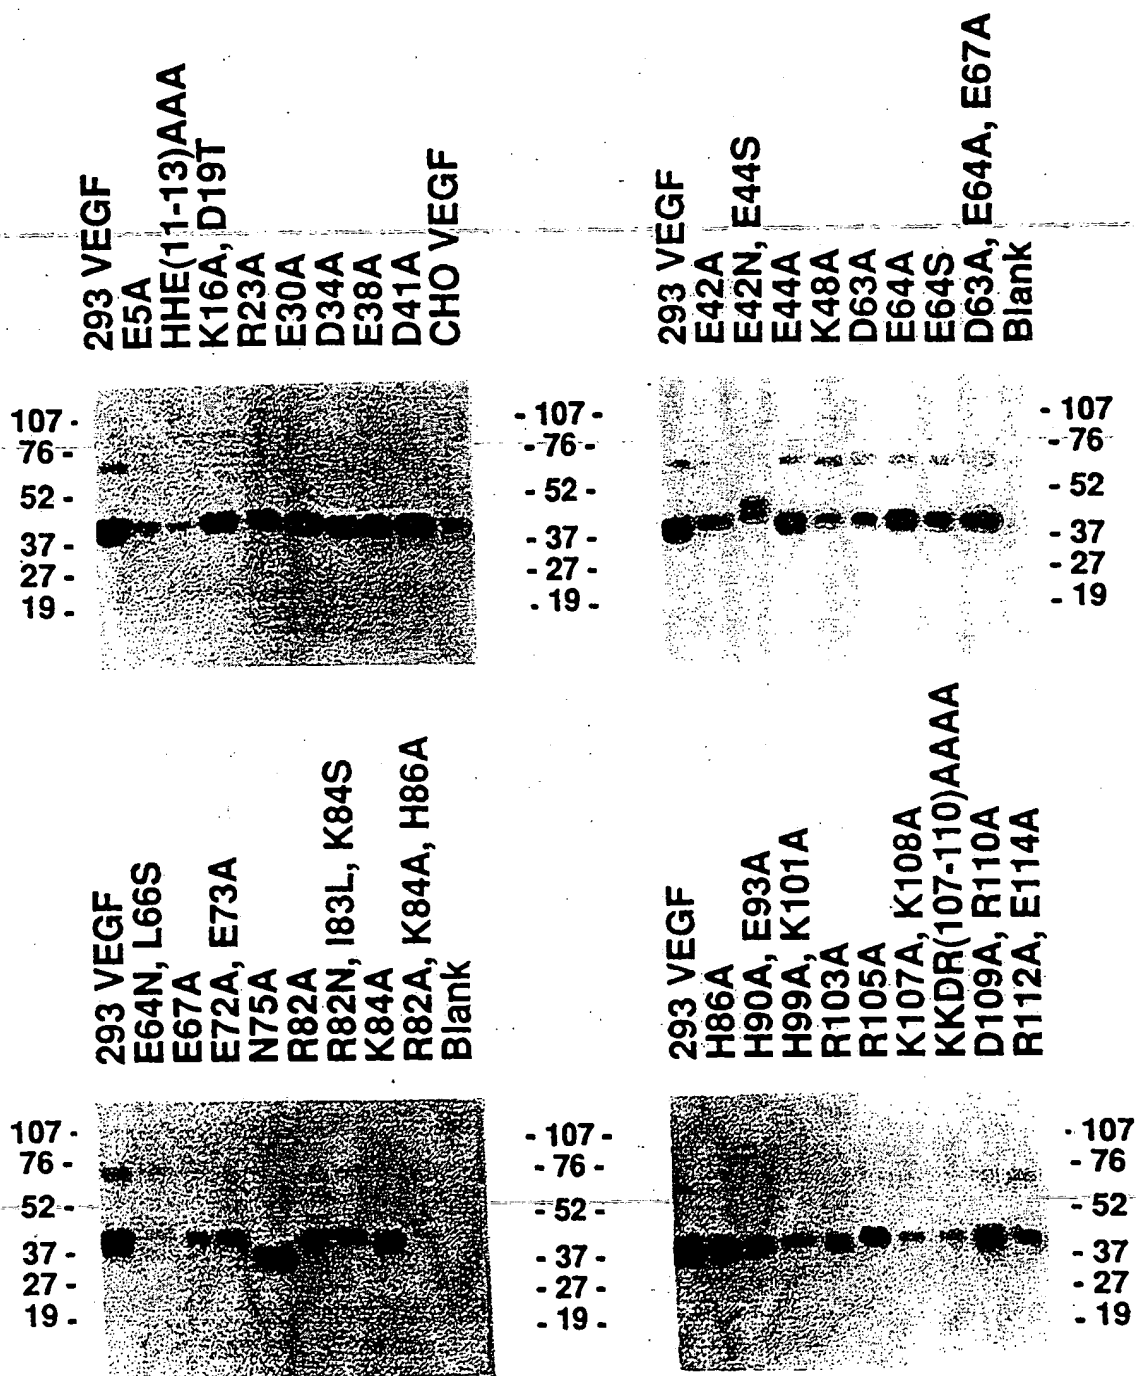 293 VEGF
E5A
HHE(11-13)AAA
K16A, D19T
R23A
E30A
D34A
E38A
D41A
CHO VEGF
293 VEGF
E42A
E42N, E44S
E44A
K48A
D63A
E64A
E64S
D63A, E64A, E67A
Blank
107 -
76 -
52 -
37 -
27 -
19 -
- 107 -
- 76 -
- 52 -
- 37 -
- 27 -
- 19 -
- 107
- 76
- 52
- 37
- 27
- 19
293 VEGF
E64N, L66S
E67A
E72A, E73A
N75A
R82A
R82N, I83L, K84S
K84A
R82A, K84A, H86A
Blank
293 VEGF
H86A
H90A, E93A
H99A, K101A
R103A
R105A
K107A, K108A
KKDR(107-110)AAAA
D109A, R110A
R112A, E114A
107 -
76 -
52 -
37 -
27 -
19 -
- 107 -
- 76 -
- 52 -
- 37 -
- 27 -
- 19 -
- 107
- 76
- 52
- 37
- 27
- 19